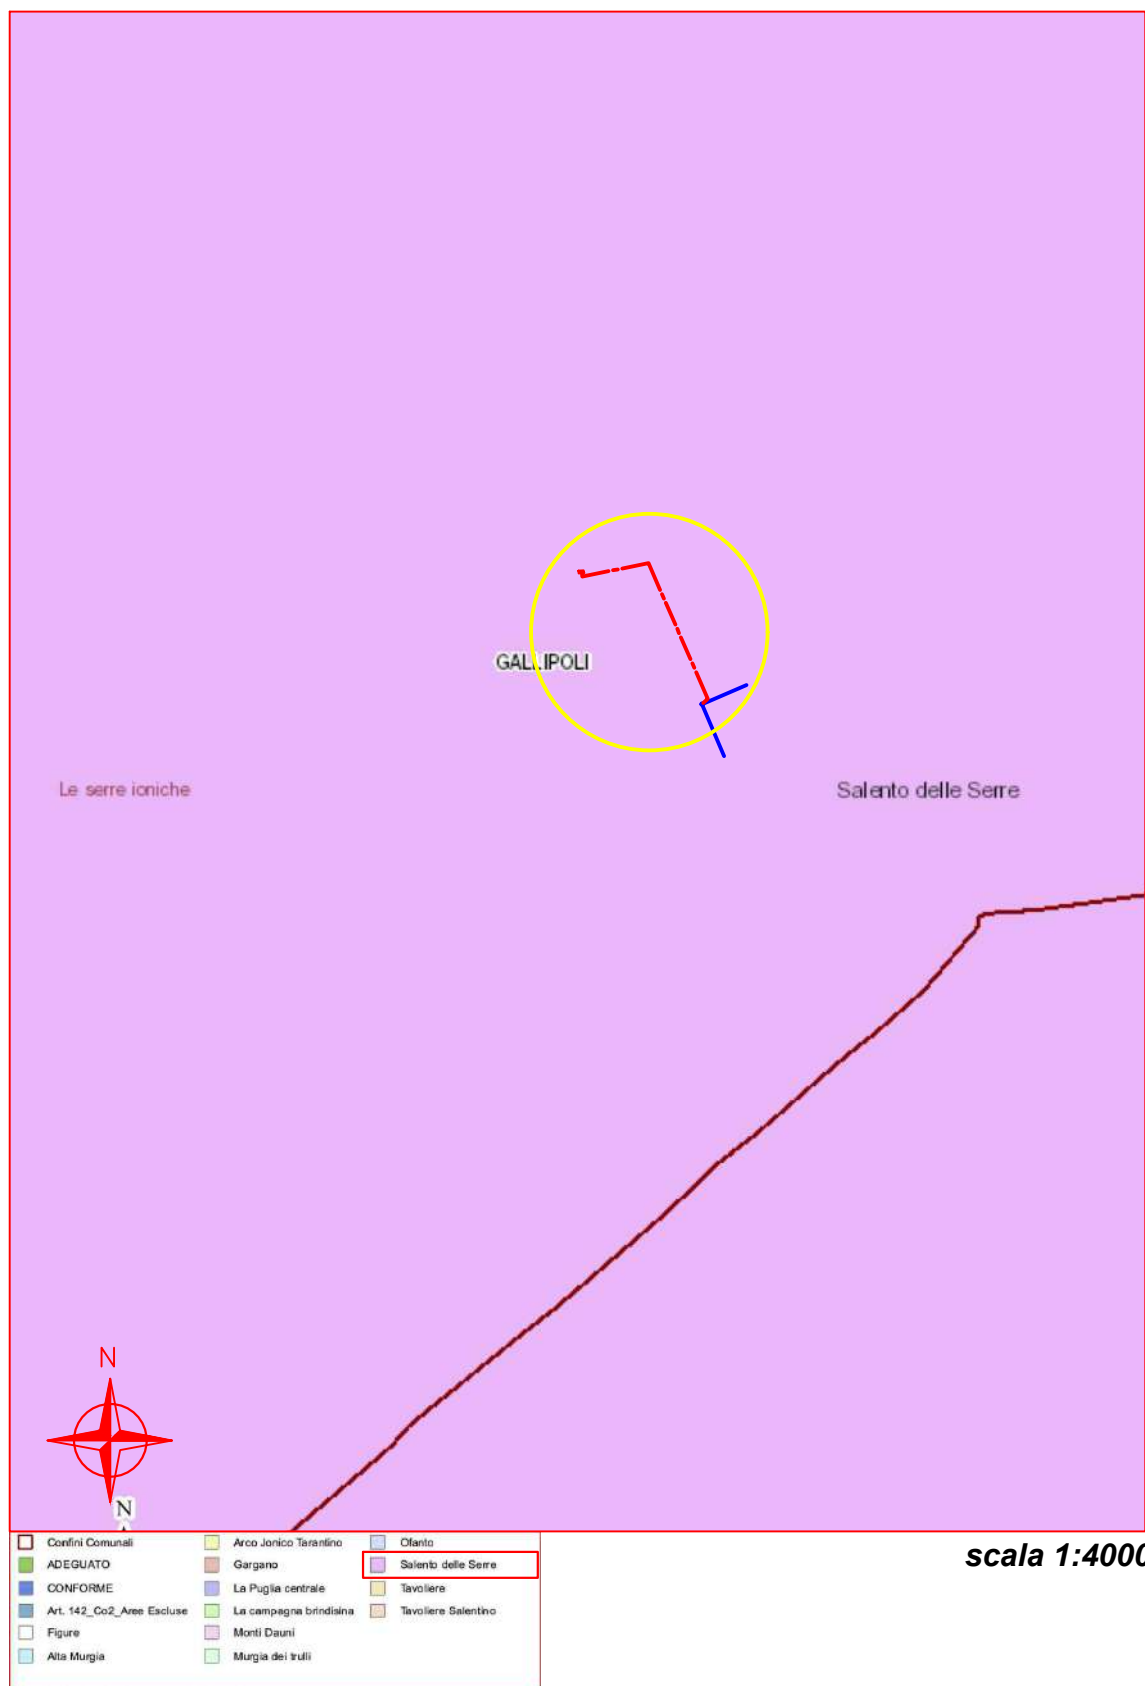 GALLIPOLI
Le serre ioniche
Salento delle Serre
N
N
Confini Comunali
ADEGUATO
CONFORME
Art. 142_Co2_Aree Escluse
Figure
Alta Murgia
Arco Jonico Tarantino
Gargano
La Puglia centrale
La campagna brindisina
Monti Dauni
Murgia dei trulli
Ofanto
Salento delle Serre
Tavoliere
Tavoliere Salentino
scala 1:4000